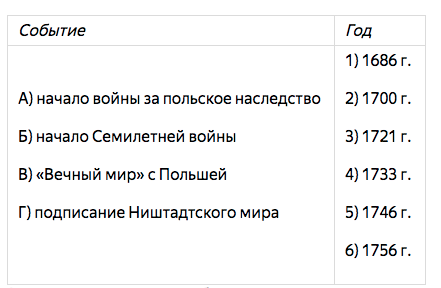 Событие Год
1) 1686 г.
А) начало войны за польское наследство 2) 1700 г.
Б) начало Семилетней войны 3) 1721 г.
В) «Вечный мир» с Польшей 4) 1733 г.
Г) подписание Ништадтского мира 5) 1746 г.
6) 1756 г.